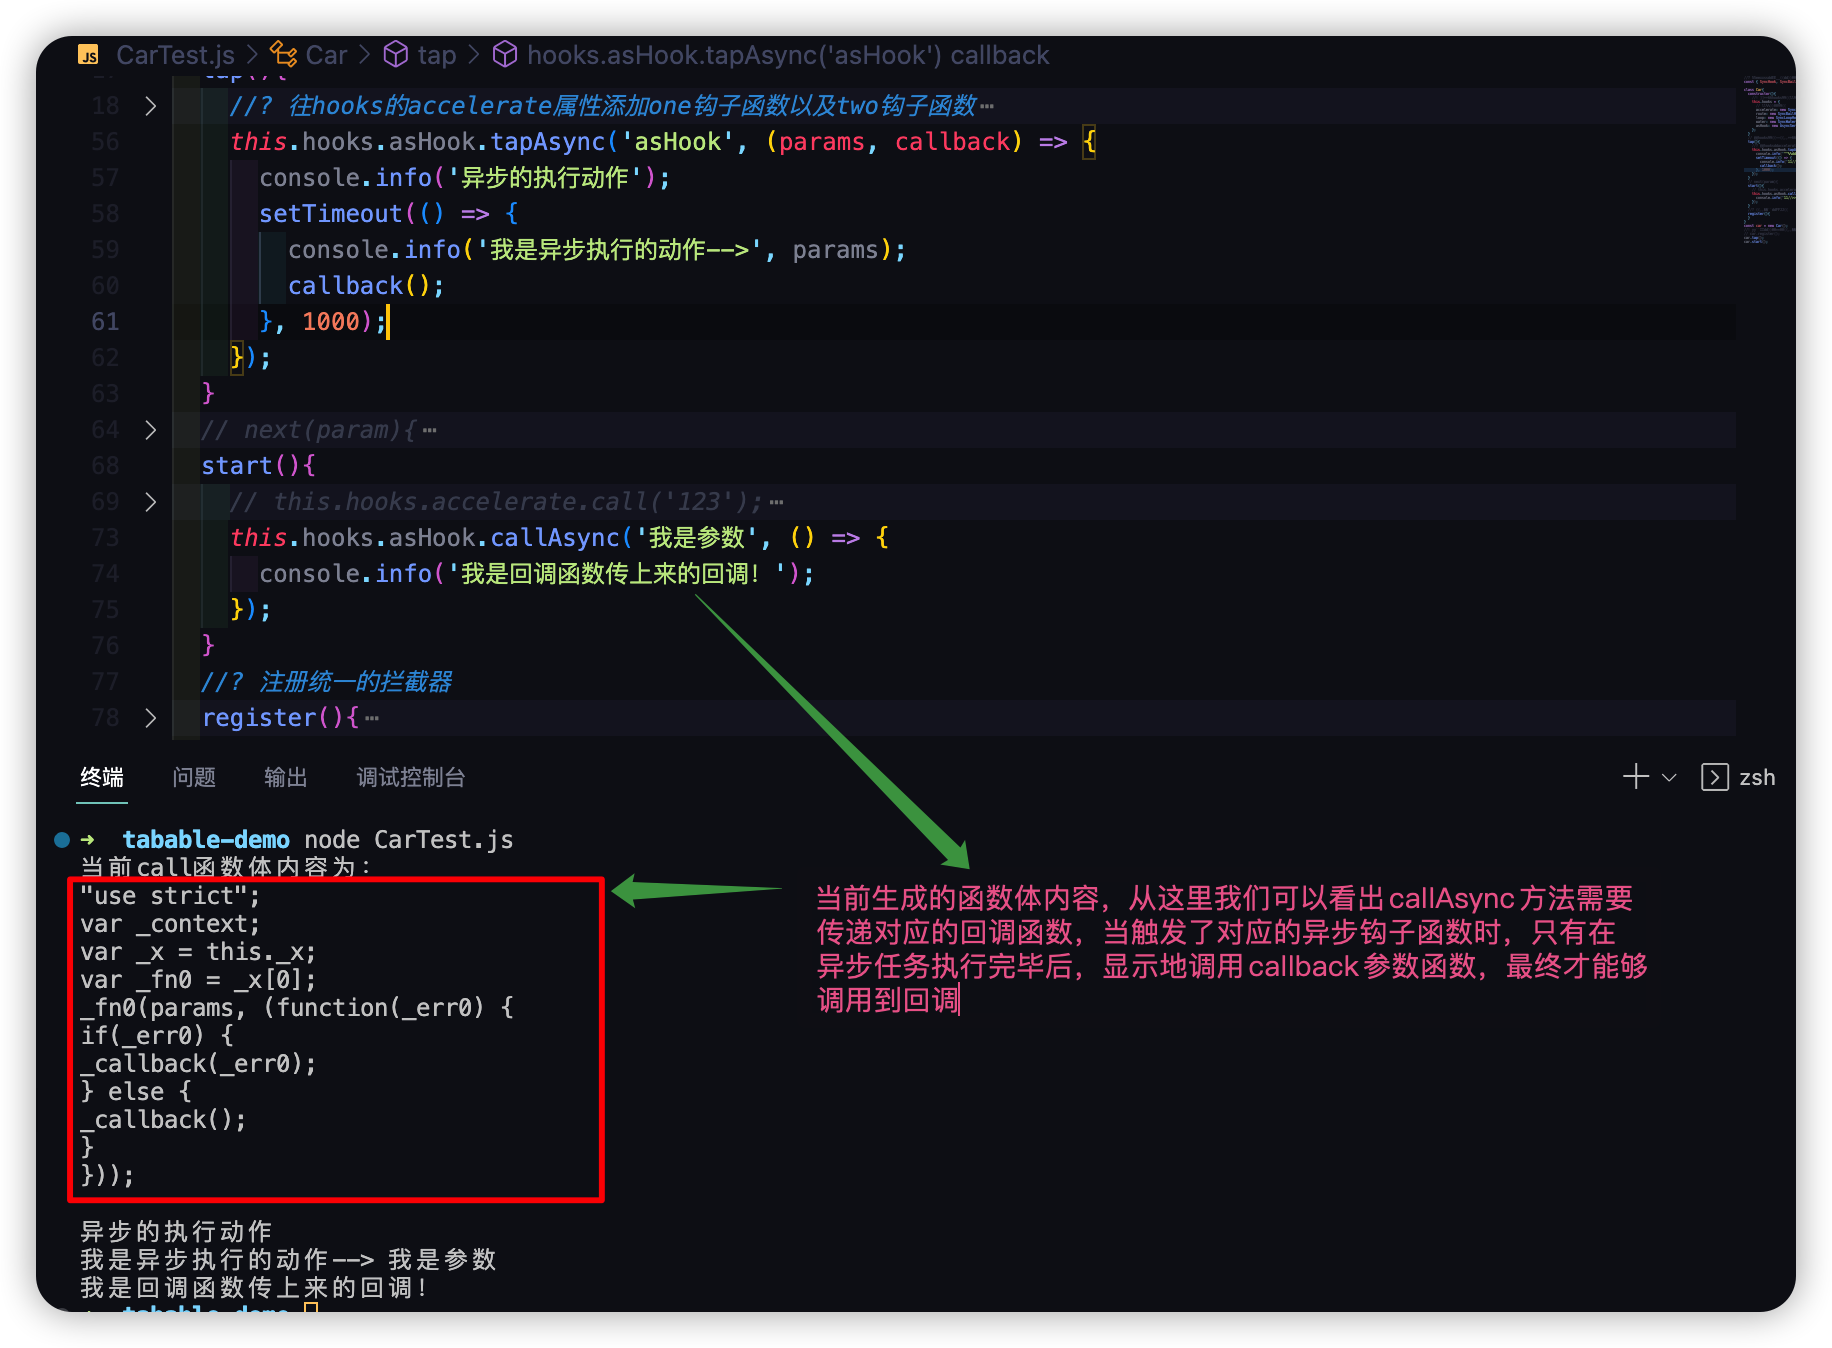 CarTest.js > Car > tap > hooks.asHook.tapAsync('asHook') callback
tap(){
18 //? 往hooks的accelerate属性添加one钩子函数以及two钩子函数…
56 this.hooks.asHook.tapAsync('asHook', (params, callback) => {
57 console.info('异步的执行动作');
58 setTimeout(() => {
59 console.info('我是异步执行的动作-->', params);
60 callback();
61 }, 1000);
62 });
63 }
64 // next(param){…
68 start(){
69 // this.hooks.accelerate.call('123');…
73 this.hooks.asHook.callAsync('我是参数', () => {
74 console.info('我是回调函数传上来的回调！');
75 });
76 }
77 //? 注册统一的拦截器
78 register(){…
终端 问题 输出 调试控制台 zsh
➜ tabable-demo node CarTest.js
当前call函数体内容为：
"use strict";
var _context;
var _x = this._x;
var _fn0 = _x[0];
_fn0(params, (function(_err0) {
if(_err0) {
_callback(_err0);
} else {
_callback();
}
}));
当前生成的函数体内容，从这里我们可以看出callAsync方法需要
传递对应的回调函数，当触发了对应的异步钩子函数时，只有在
异步任务执行完毕后，显示地调用callback参数函数，最终才能够
调用到回调
异步的执行动作
我是异步执行的动作--> 我是参数
我是回调函数传上来的回调！
tabable-demo